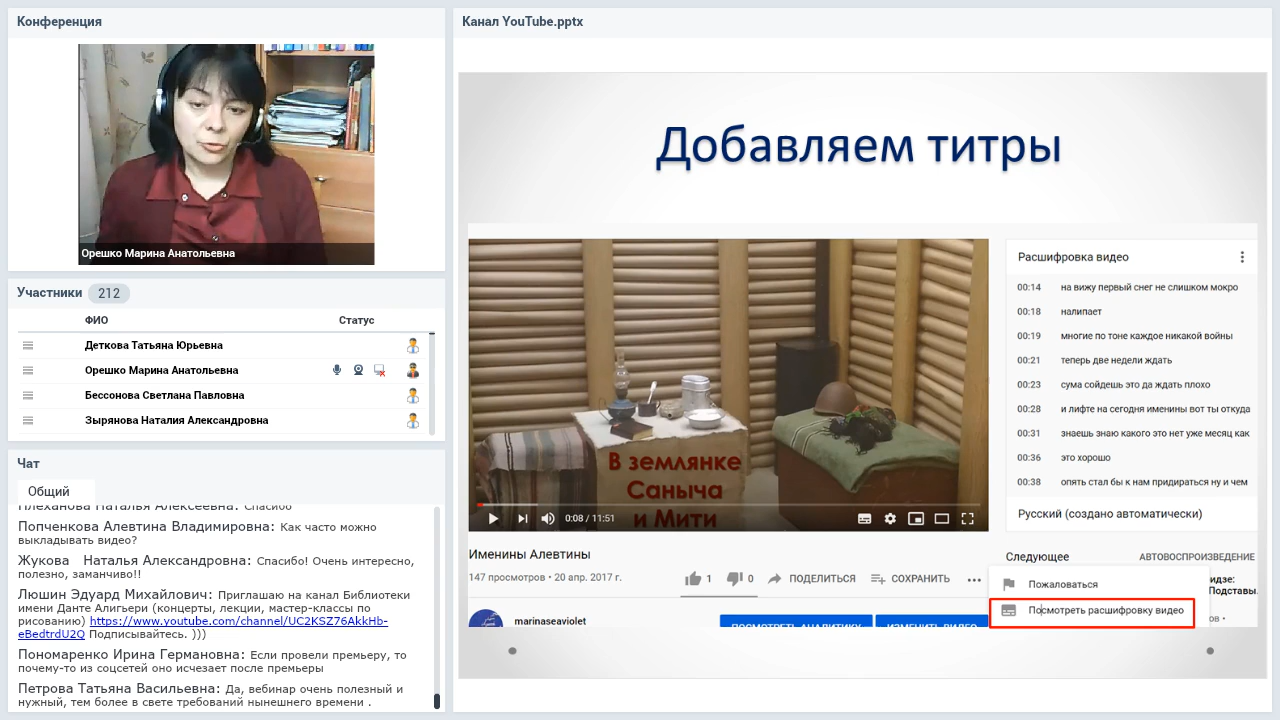 Конференция
Орешко Марина Анатольевна
Участники 212
ФИО Статус
Деткова Татьяна Юрьевна
Орешко Марина Анатольевна
Бессонова Светлана Павловна
Зырянова Наталия Александровна
Чат
Общий
Плеханова Наталья Алексеевна: Спасибо
Попченкова Алевтина Владимировна: Как часто можно
выкладывать видео?
Жукова Наталья Александровна: Спасибо! Очень интересно,
полезно, заманчиво!!
Люшин Эдуард Михайлович: Приглашаю на канал Библиотеки
имени Данте Алигьери (концерты, лекции, мастер-классы по
рисованию) https://www.youtube.com/channel/UC2KSZ76AkkHb-
eBedtrdU2Q Подписывайтесь. )))
Пономаренко Ирина Германовна: Если провели премьеру, то
почему-то из соцсетей оно исчезает после премьеры
Петрова Татьяна Васильевна: Да, вебинар очень полезный и
нужный, тем более в свете требований нынешнего времени .
Канал YouTube.pptx
Добавляем титры
В землянке
Саныча
и Мити
0:08 / 11:51
Именины Алевтины
147 просмотров • 20 апр. 2017 г.
1 0 ПОДЕЛИТЬСЯ СОХРАНИТЬ
marinaseaviolet
ПОСМОТРЕТЬ АНАЛИТИКУ ИЗМЕНИТЬ ВИДЕО
Расшифровка видео
00:14 на вижу первый снег не слишком мокро
00:18 налипает
00:19 многие по тоне каждое никакой войны
00:21 теперь две недели ждать
00:23 сума сойдешь это да ждать плохо
00:28 и лифте на сегодня именины вот ты откуда
00:31 знаешь знаю какого это нет уже месяц как
00:36 это хорошо
00:38 опять стал бы к нам придираться ну и чем
Русский (создано автоматически)
Следующее АВТОВОСПРОИЗВЕДЕНИЕ
Пожаловаться
Посмотреть расшифровку видео